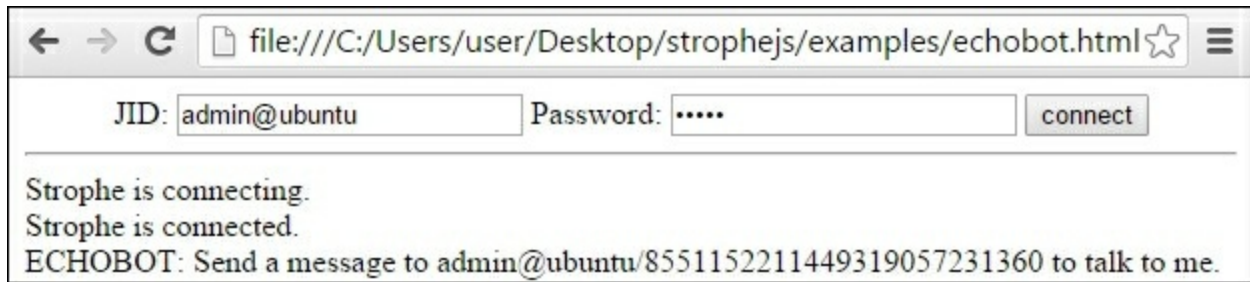 file:///C:/Users/user/Desktop/strophejs/examples/echobot.html
JID: admin@ubuntu Password: ••••• connect
Strophe is connecting.
Strophe is connected.
ECHOBOT: Send a message to admin@ubuntu/8551152211449319057231360 to talk to me.